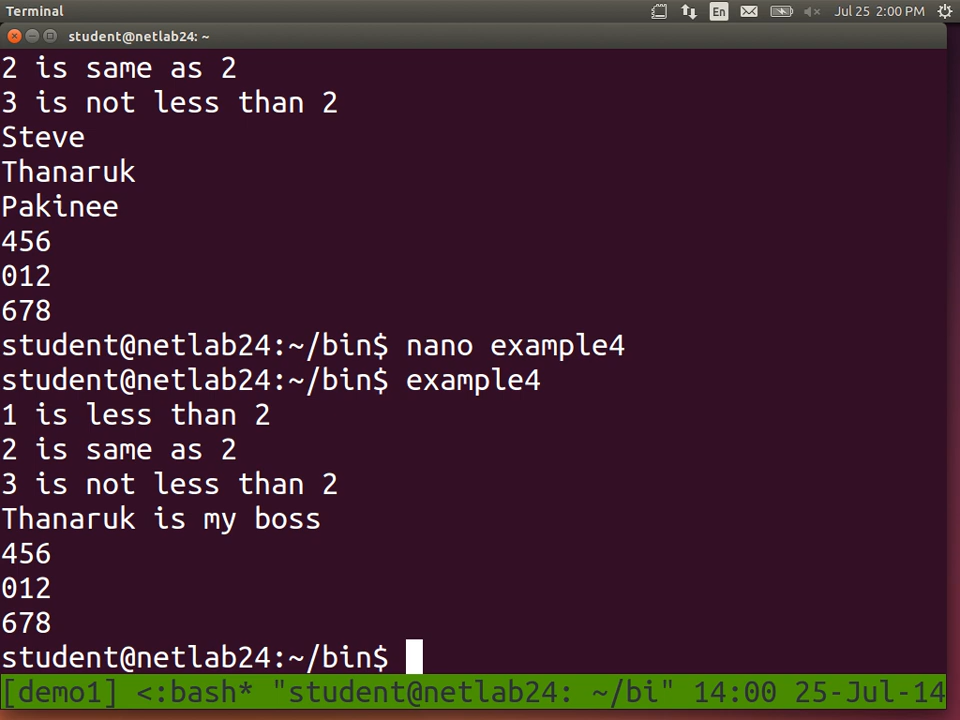 Terminal
En
Jul 25 2:00 PM
student@netlab24: ~
2 is same as 2
3 is not less than 2
Steve
Thanaruk
Pakinee
456
012
678
student@netlab24:~/bin$ nano example4
student@netlab24:~/bin$ example4
1 is less than 2
2 is same as 2
3 is not less than 2
Thanaruk is my boss
456
012
678
student@netlab24:~/bin$
[demo1] <:bash* "student@netlab24: ~/bi" 14:00 25-Jul-14